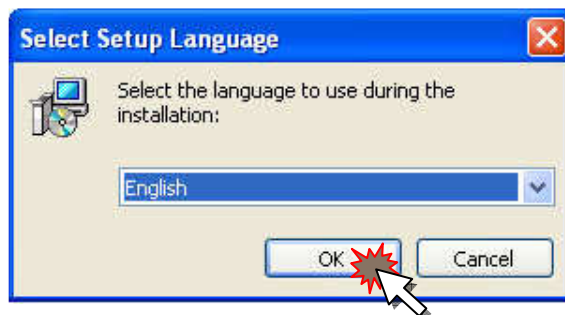 Select Setup Language
Select the language to use during the
installation:
English
OK
Cancel